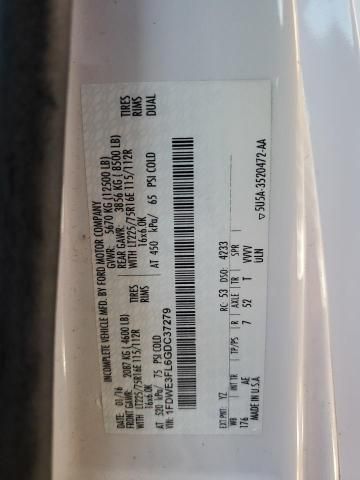 INCOMPLETE VEHICLE MFD. BY FORD MOTOR COMPANY
DATE: 01/16 GVWR: 5670 KG (12500 LB)
FRONT GAWR: 2087 KG (4600 LB) REAR GAWR: 3856 KG (8500 LB)
WITH LT225/75R16E 115/112R TIRES WITH LT225/75R16E 115/112R TIRES
16x6.0K RIMS 16x6.0K RIMS
AT 520 kPa/ 75 PSI COLD AT 450 kPa/ 65 PSI COLD DUAL
VIN: 1FDWE3FL6GDC37279
EXT PNT: YZ RC: 53 DSO: 4233
WB INT TR TP/PS R AXLE TR SPR
176 AE 7 52 T VVVV ULN
MADE IN U.S.A. ▽ 5U5A-3520472-AA